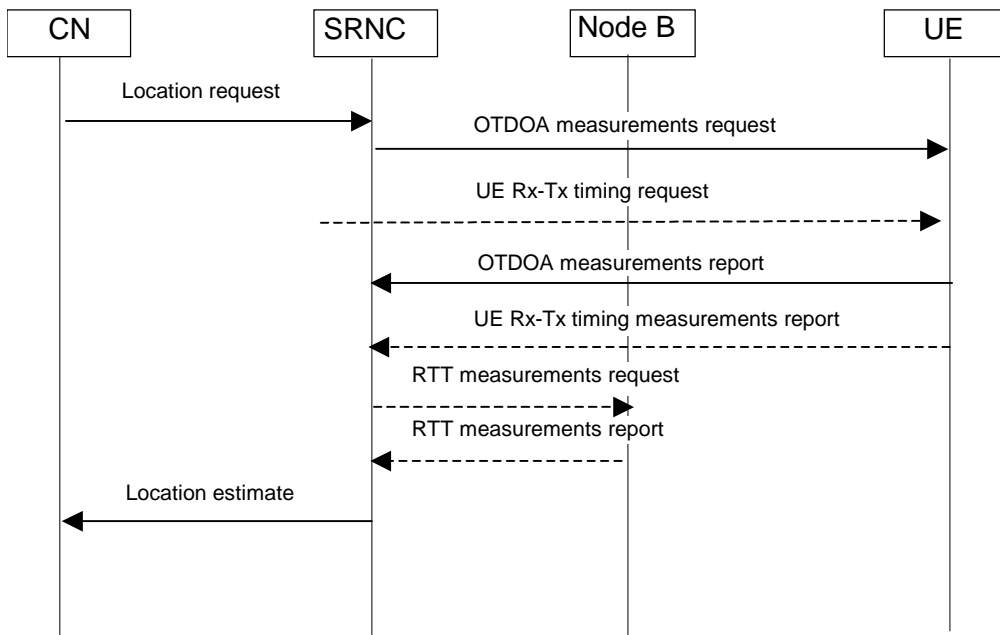 CN
SRNC
Node B
UE
Location request
OTDOA measurements request
UE Rx-Tx timing request
OTDOA measurements report
UE Rx-Tx timing measurements report
RTT measurements request
RTT measurements report
Location estimate